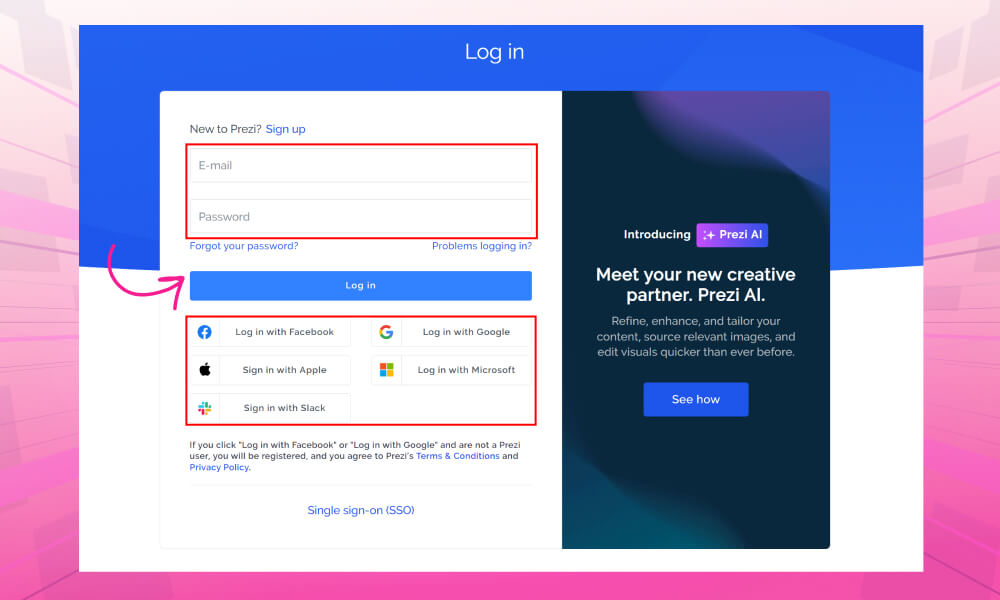 Log in
New to Prezi? Sign up
E-mail
Password
Forgot your password? Problems logging in?
Log in
Log in with Facebook
Log in with Google
Sign in with Apple
Log in with Microsoft
Sign in with Slack
If you click "Log in with Facebook" or "Log in with Google" and are not a Prezi
user, you will be registered, and you agree to Prezi's Terms & Conditions and
Privacy Policy.
Single sign-on (SSO)
Introducing Prezi AI
Meet your new creative
partner. Prezi AI.
Refine, enhance, and tailor your
content, source relevant images, and
edit visuals quicker than ever before.
See how